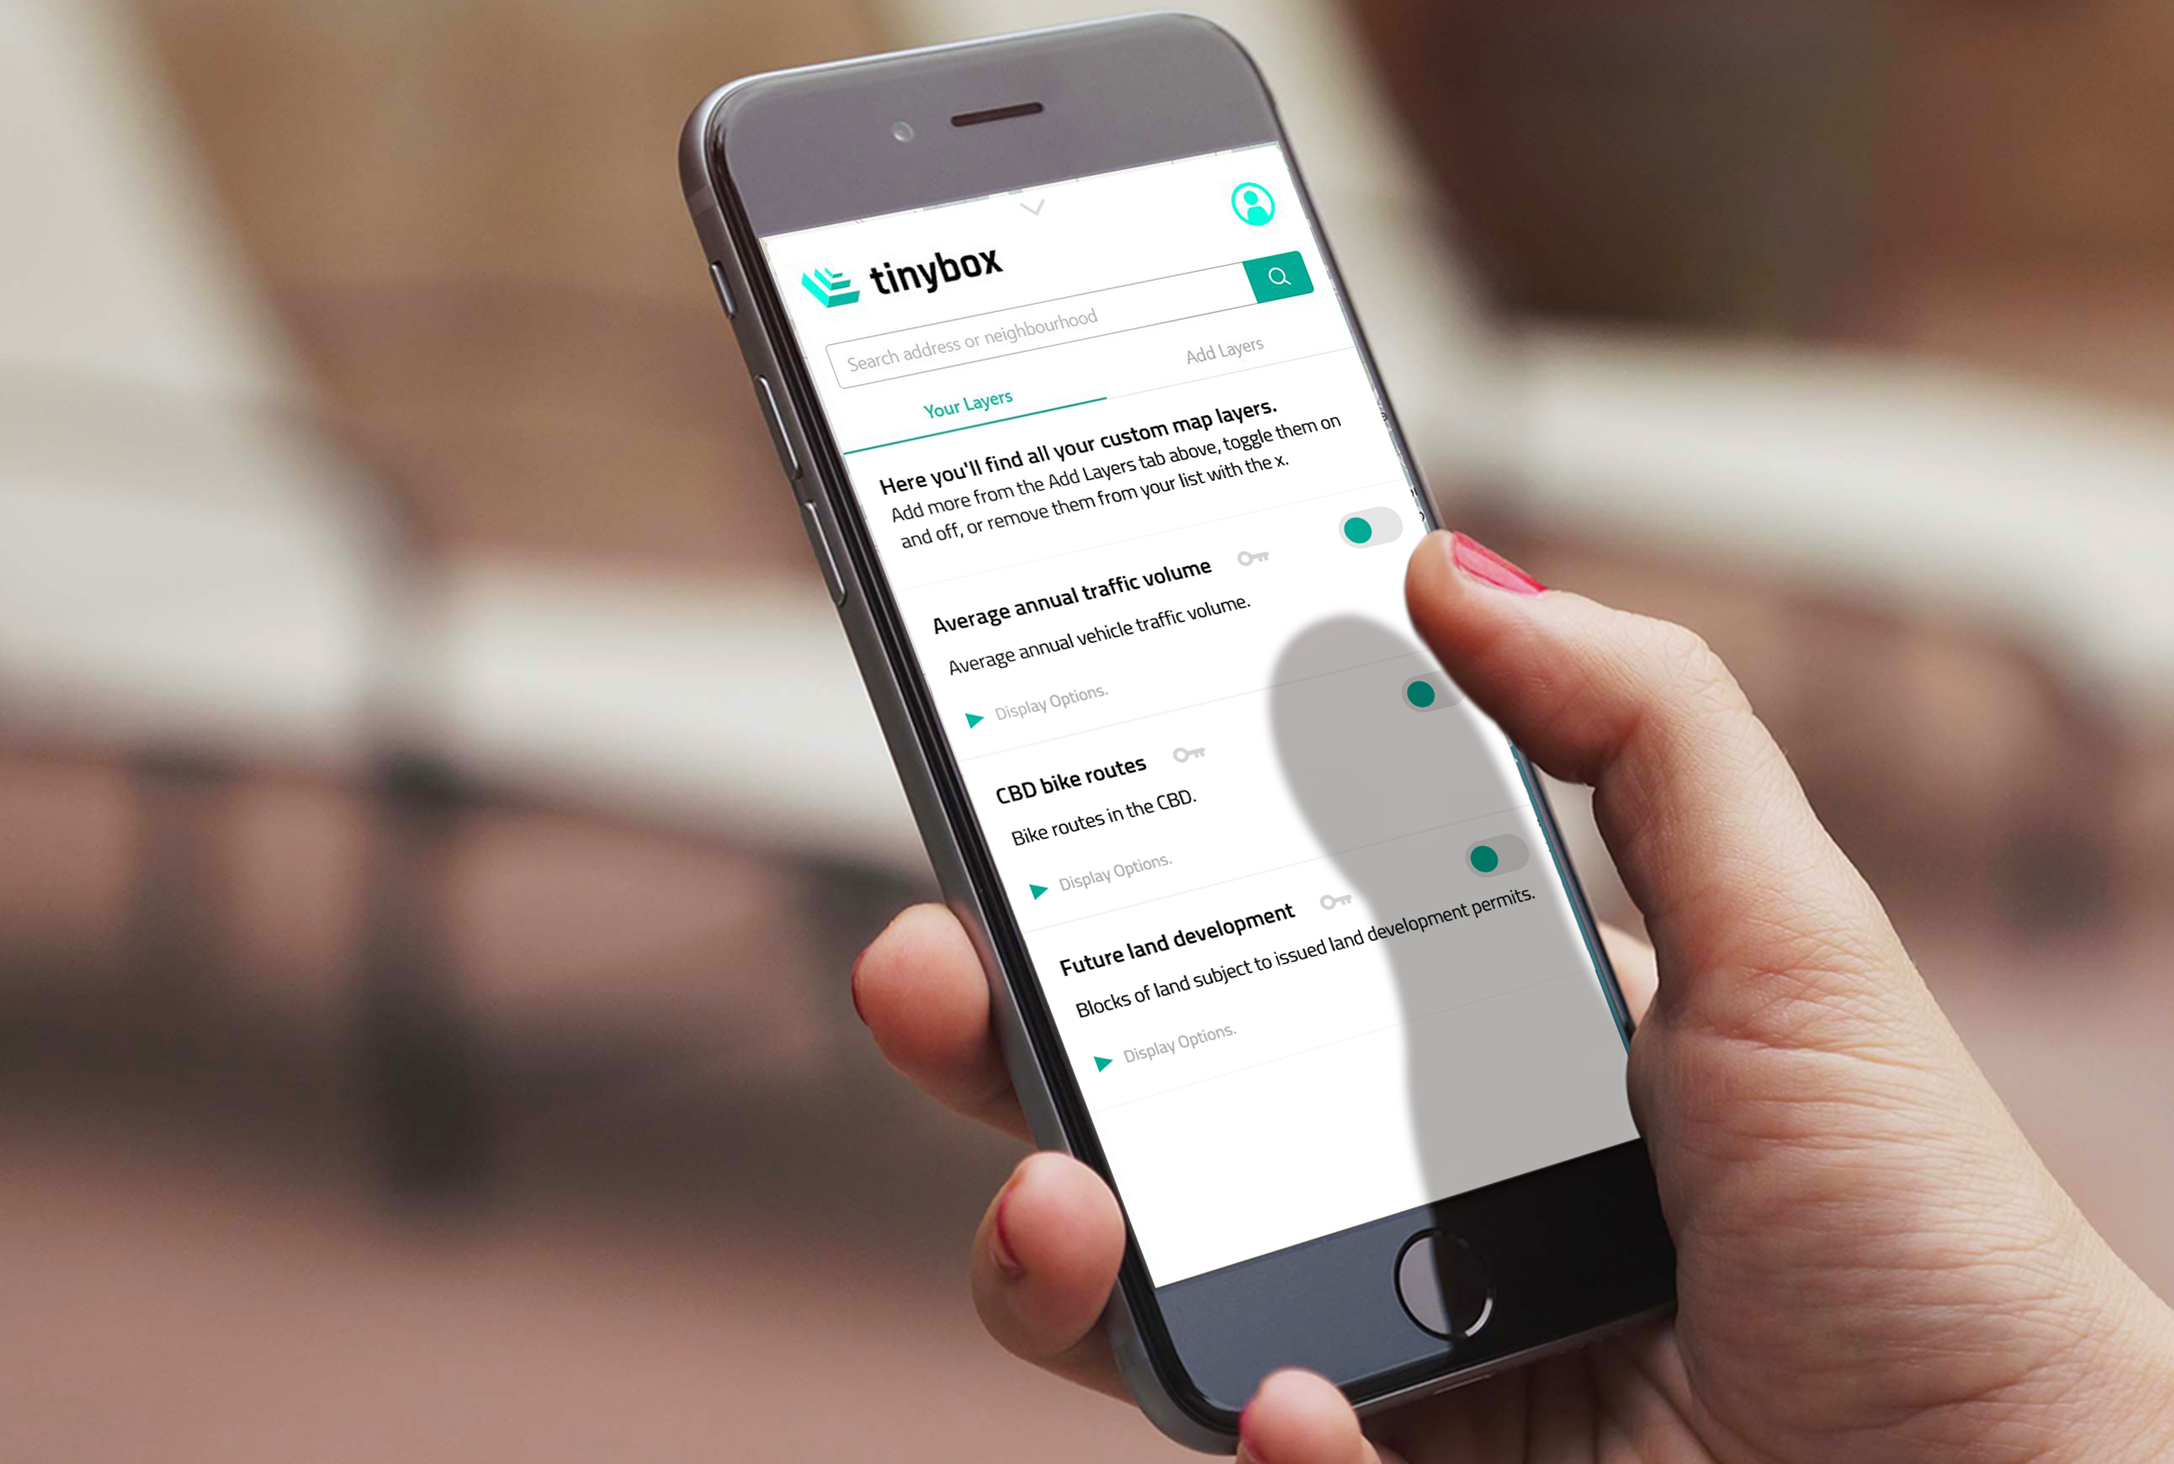 tinybox
Search address or neighbourhood
Your Layers
Add Layers
Here you'll find all your custom map layers.
Add more from the Add Layers tab above, toggle them on
and off, or remove them from your list with the x.
Average annual traffic volume
Average annual vehicle traffic volume.
Display Options.
CBD bike routes
Bike routes in the CBD.
Display Options.
Future land development
Blocks of land subject to issued land development permits.
Display Options.